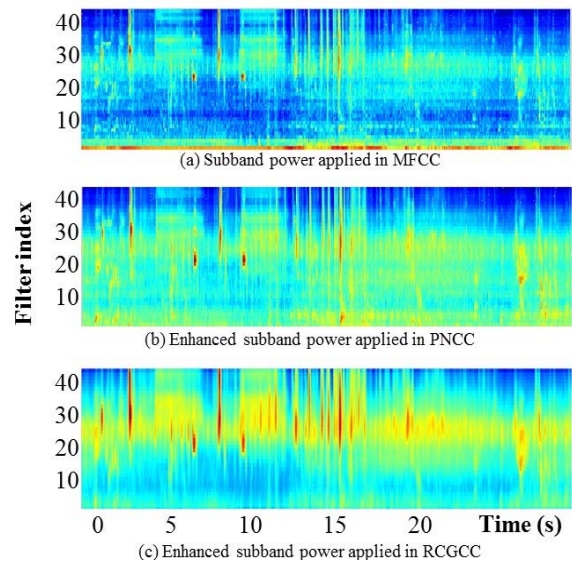 40
30
20
10
(a) Subband power applied in MFCC
Filter index
40
30
20
10
(b) Enhanced subband power applied in PNCC
40
30
20
10
0 5 10 15 20 Time (s)
(c) Enhanced subband power applied in RCGCC